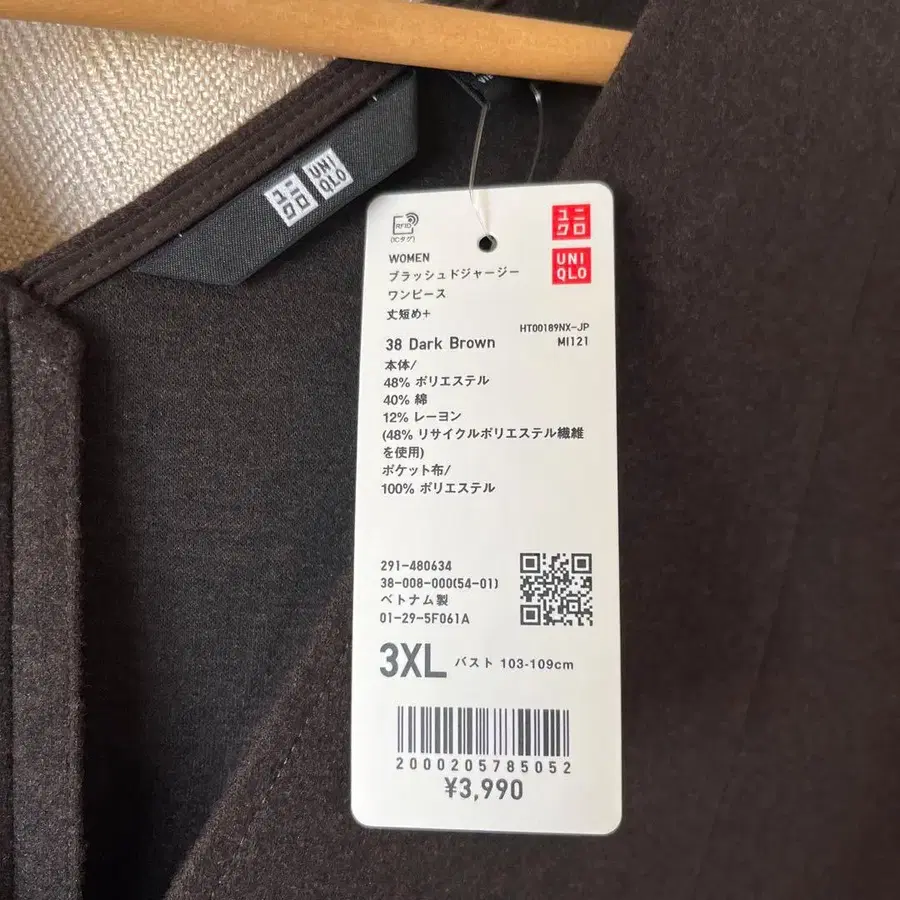 ユニ
クロ
UNI
QLO
RFID
(ICタグ)
ユニ
クロ
UNI
QLO
WOMEN
ブラッシュドジャージー
ワンピース
丈短め+
HT00189NX-JP
38 Dark Brown
MI121
本体/
48% ポリエステル
40% 綿
12% レーヨン
(48% リサイクルポリエステル繊維
を使用)
ポケット布/
100% ポリエステル
291-480634
38-008-000(54-01)
ベトナム製
01-29-5F061A
3XL バスト 103-109cm
2000205785052
¥3,990